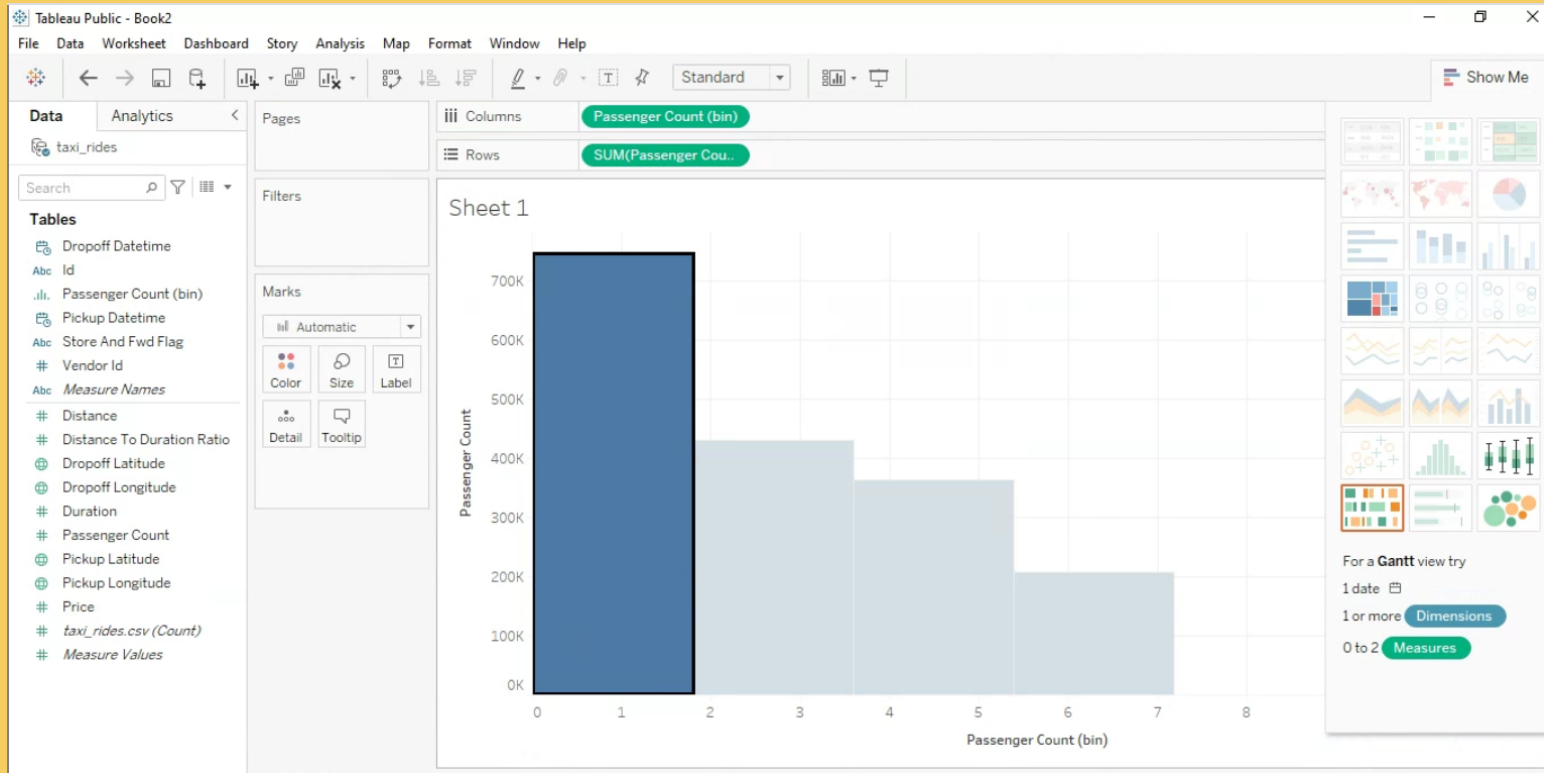 Tableau Public - Book2
File Data Worksheet Dashboard Story Analysis Map Format Window Help
Standard
Show Me
Data Analytics
taxi_rides
Search
Tables
Dropoff Datetime
Abc Id
Passenger Count (bin)
Pickup Datetime
Abc Store And Fwd Flag
# Vendor Id
Abc Measure Names
# Distance
# Distance To Duration Ratio
Dropoff Latitude
Dropoff Longitude
# Duration
# Passenger Count
Pickup Latitude
Pickup Longitude
# Price
# taxi_rides.csv (Count)
# Measure Values
Pages
Filters
Marks
Automatic
Color Size Label
Detail Tooltip
Columns Passenger Count (bin)
Rows SUM(Passenger Cou..
Sheet 1
700K
600K
500K
400K
300K
200K
100K
0K
Passenger Count
0 1 2 3 4 5 6 7 8
Passenger Count (bin)
For a Gantt view try
1 date
1 or more Dimensions
0 to 2 Measures